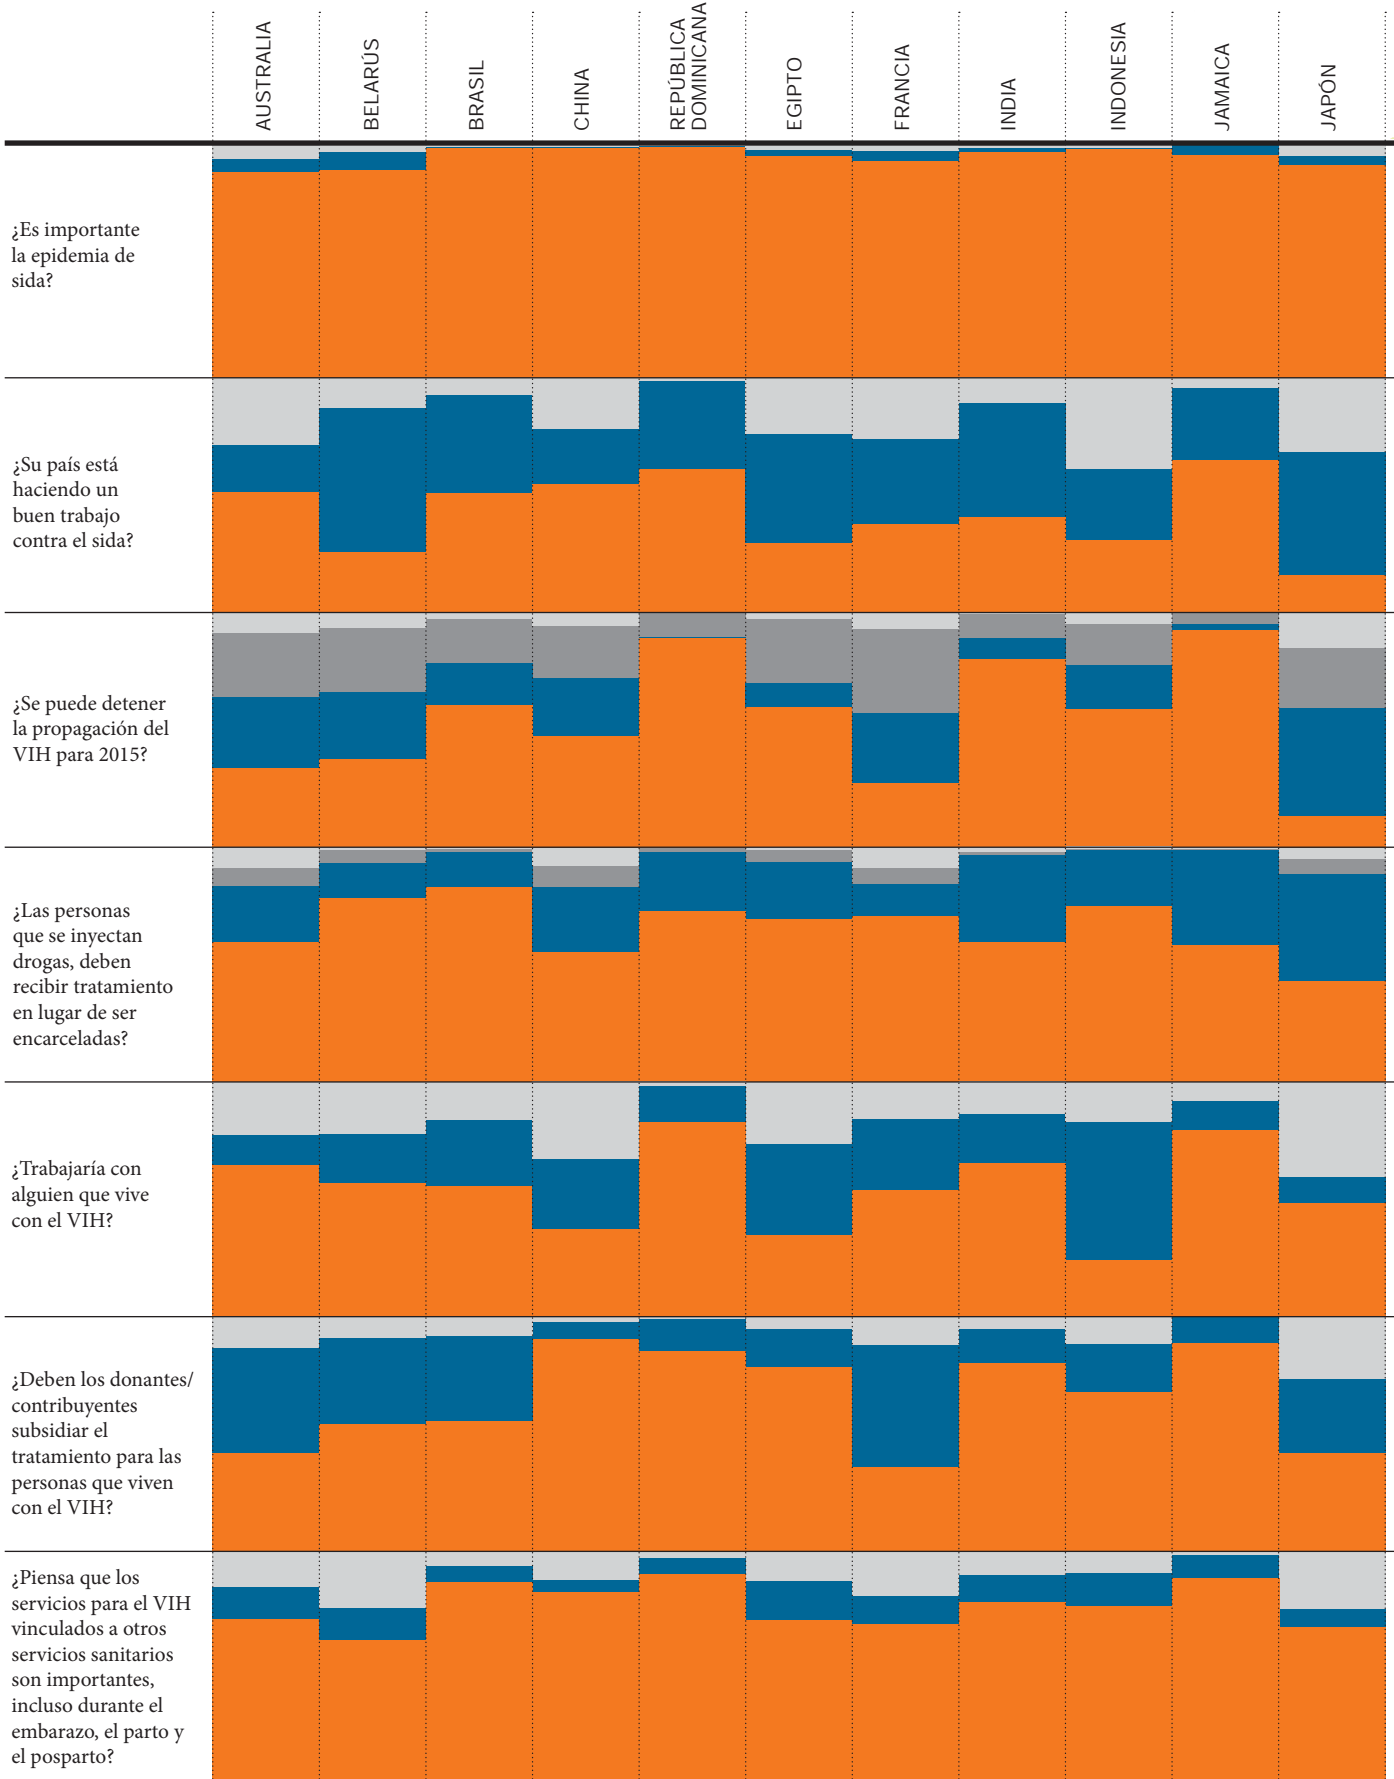 AUSTRALIA
BELARÚS
BRASIL
CHINA
REPÚBLICA
DOMINICANA
EGIPTO
FRANCIA
INDIA
INDONESIA
JAMAICA
JAPÓN
¿Es importante
la epidemia de
sida?
¿Su país está
haciendo un
buen trabajo
contra el sida?
¿Se puede detener
la propagación del
VIH para 2015?
¿Las personas
que se inyectan
drogas, deben
recibir tratamiento
en lugar de ser
encarceladas?
¿Trabajaría con
alguien que vive
con el VIH?
¿Deben los donantes/
contribuyentes
subsidiar el
tratamiento para las
personas que viven
con el VIH?
¿Piensa que los
servicios para el VIH
vinculados a otros
servicios sanitarios
son importantes,
incluso durante el
embarazo, el parto y
el posparto?